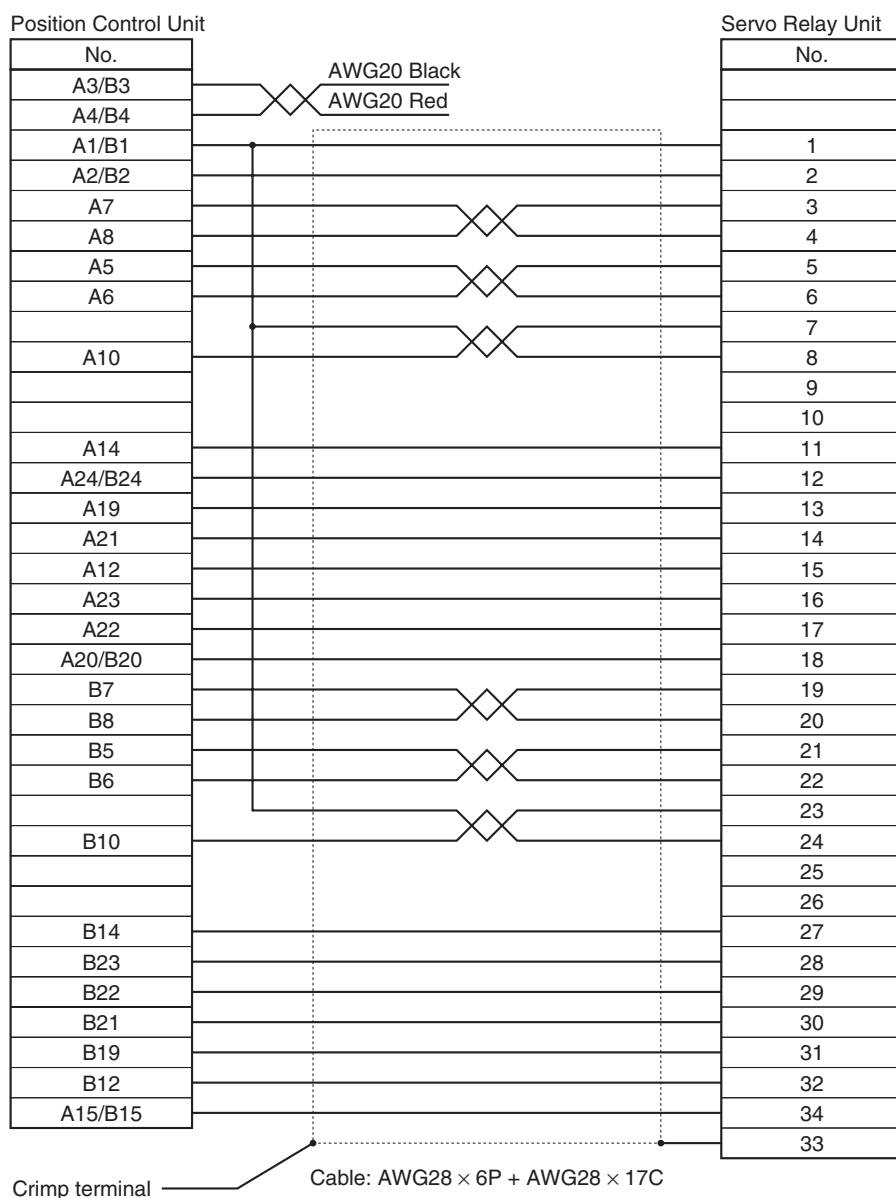 Position Control Unit Servo Relay Unit
No. No.
A3/B3 AWG20 Black
A4/B4 AWG20 Red
A1/B1 1
A2/B2 2
A7 3
A8 4
A5 5
A6 6
7
A10 8
9
10
A14 11
A24/B24 12
A19 13
A21 14
A12 15
A23 16
A22 17
A20/B20 18
B7 19
B8 20
B5 21
B6 22
23
B10 24
25
26
B14 27
B23 28
B22 29
B21 30
B19 31
B12 32
A15/B15 34
33
Crimp terminal Cable: AWG28 × 6P + AWG28 × 17C